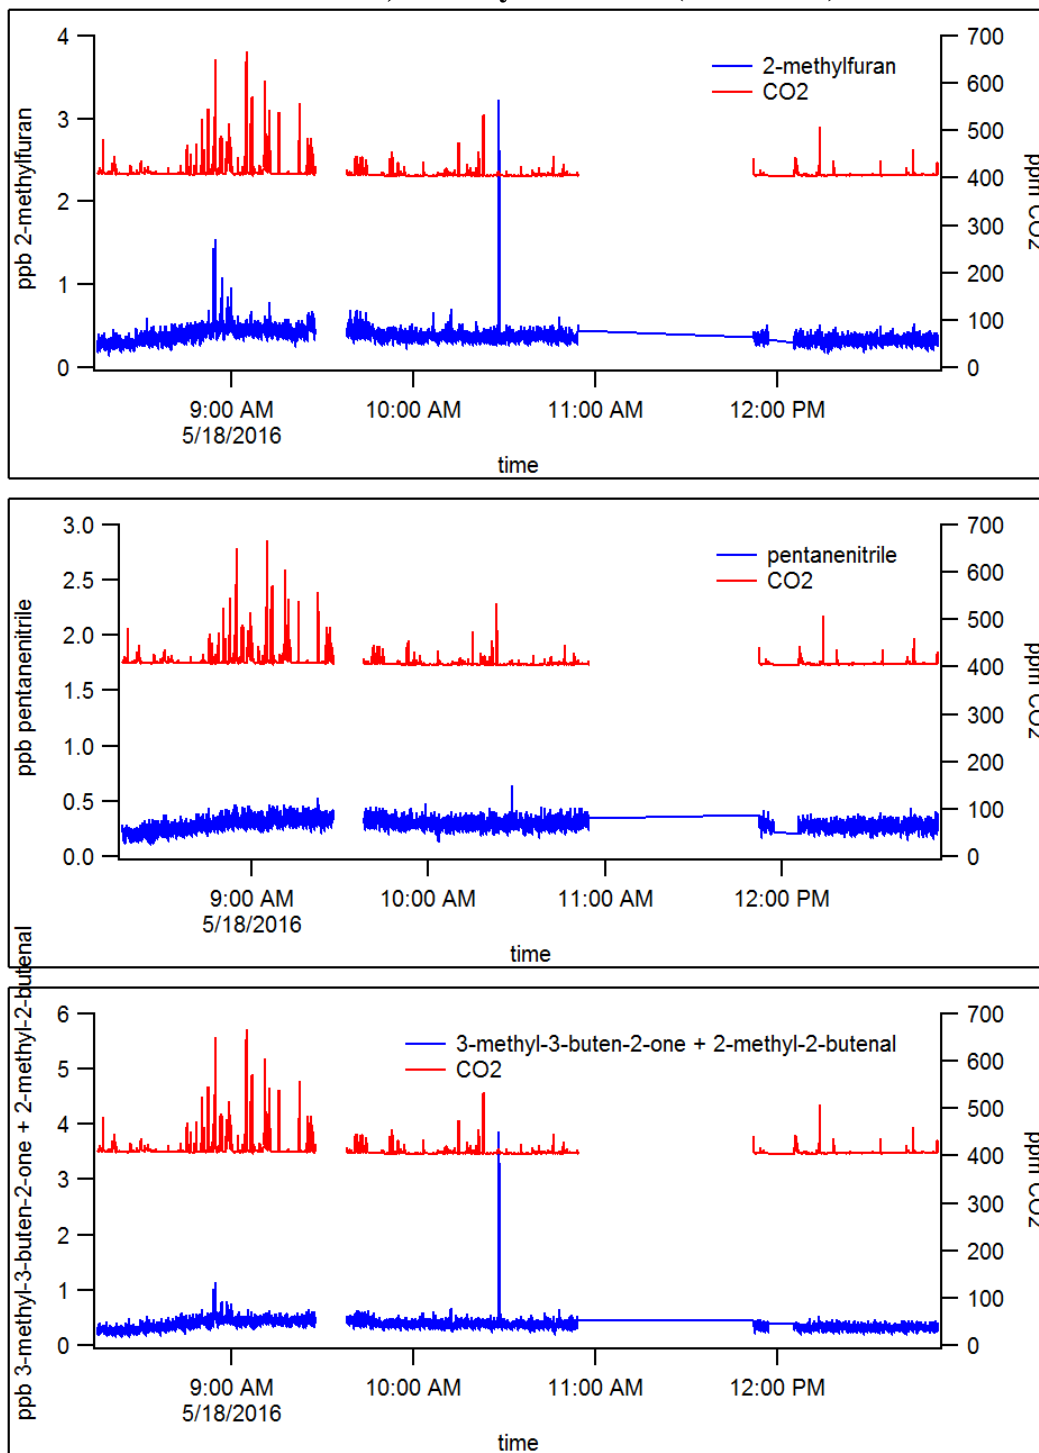 4
3
2
1
0
ppb 2-methylfuran
700
600
500
400
300
200
100
0
ppm CO2
2-methylfuran
CO2
9:00 AM
5/18/2016
10:00 AM
11:00 AM
12:00 PM
time
3.0
2.5
2.0
1.5
1.0
0.5
0.0
ppb pentanenitrile
700
600
500
400
300
200
100
0
ppm CO2
pentanenitrile
CO2
9:00 AM
5/18/2016
10:00 AM
11:00 AM
12:00 PM
time
6
5
4
3
2
1
0
ppb 3-methyl-3-buten-2-one + 2-methyl-2-butenal
700
600
500
400
300
200
100
0
ppm CO2
3-methyl-3-buten-2-one + 2-methyl-2-butenal
CO2
9:00 AM
5/18/2016
10:00 AM
11:00 AM
12:00 PM
time